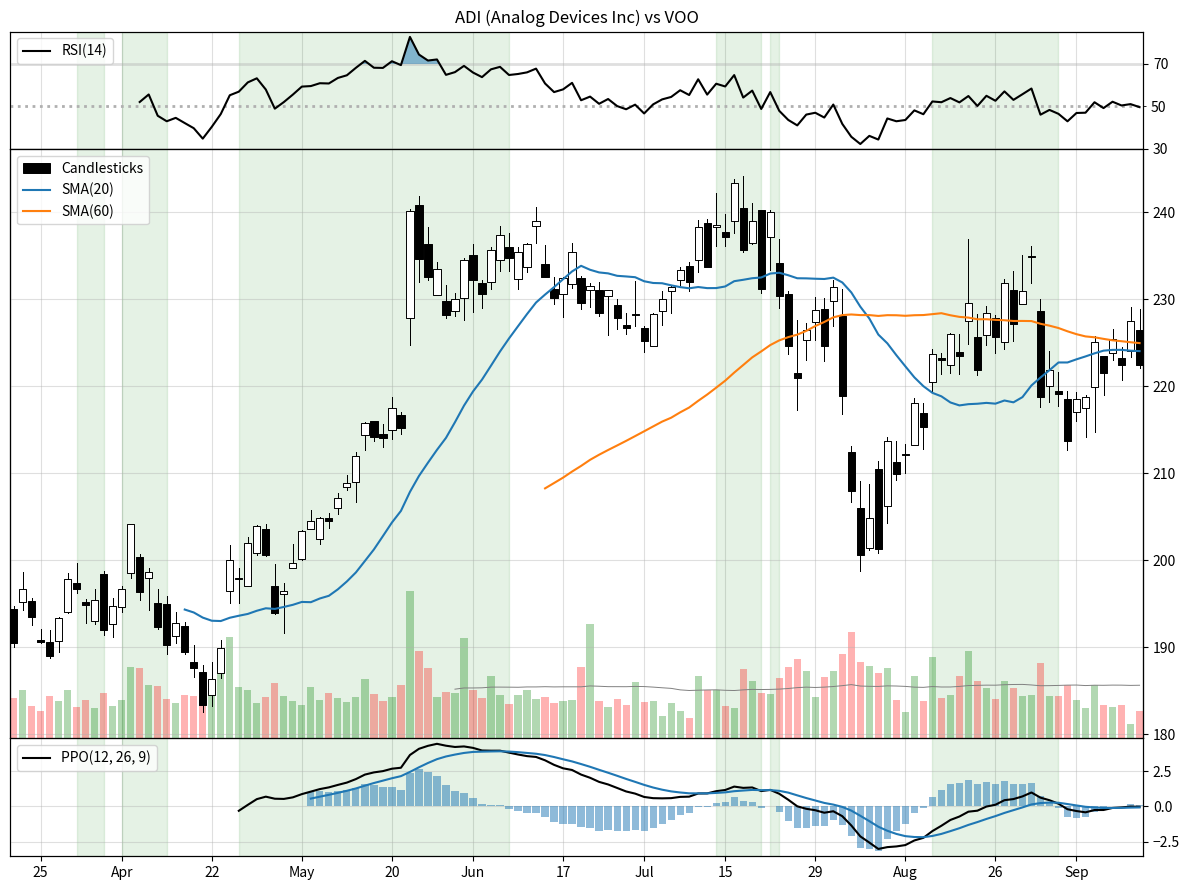 ADI (Analog Devices Inc) vs VOO
RSI(14)
70
50
30
Candlesticks
SMA(20)
SMA(60)
240
230
220
210
200
190
180
PPO(12, 26, 9)
2.5
0.0
−2.5
25 Apr 22 May 20 Jun 17 Jul 15 29 Aug 26 Sep